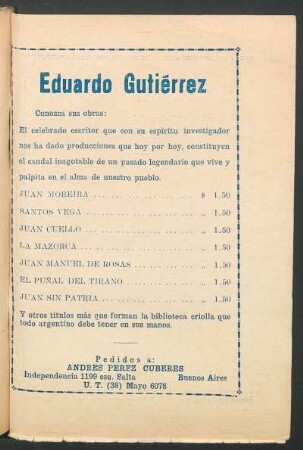 Eduardo Gutiérrez
Conozca sus obras:
El celebrado escritor que con su espíritu investigador
nos ha dado producciones que hoy por hoy, constituyen
el caudal inagotable de un pasado legendario que vive y
palpita en el alma de nuestro pueblo.
JUAN MOREIRA ... ... ... ... ... ... ... $ 1.50
SANTOS VEGA ... ... ... ... ... ... ... „ 1.50
JUAN CUELLO ... ... ... ... ... ... ... „ 1.50
LA MAZORCA ... ... ... ... ... ... ... „ 1.50
JUAN MANUEL DE ROSAS ... ... ... ... „ 1.50
EL PUÑAL DEL TIRANO ... ... ... ... „ 1.50
JUAN SIN PATRIA ... ... ... ... ... ... „ 1.50
Y otros títulos más que forman la biblioteca criolla que
todo argentino debe tener en sus manos.
Pedidos a:
ANDRES PEREZ CUBERES
Independencia 1199 esq. Salta Buenos Aires
U. T. (38) Mayo 6078